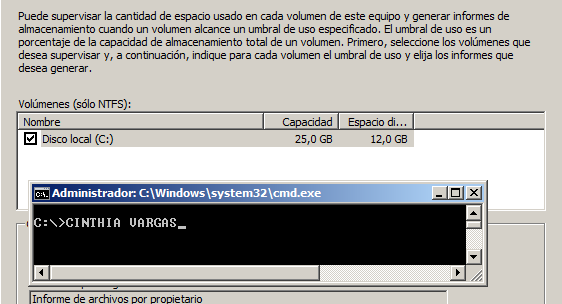 Puede supervisar la cantidad de espacio usado en cada volumen de este equipo y generar informes de
almacenamiento cuando un volumen alcance un umbral de uso especificado. El umbral de uso es un
porcentaje de la capacidad de almacenamiento total de un volumen. Primero, seleccione los volúmenes que
desea supervisar y, a continuación, indique para cada volumen el umbral de uso y elija los informes que
desea generar.
Volúmenes (sólo NTFS):
Nombre Capacidad Espacio di...
Disco local (C:) 25,0 GB 12,0 GB
Administrador: C:\Windows\system32\cmd.exe
C:\>CINTHIA VARGAS_
Informe de archivos por propietario